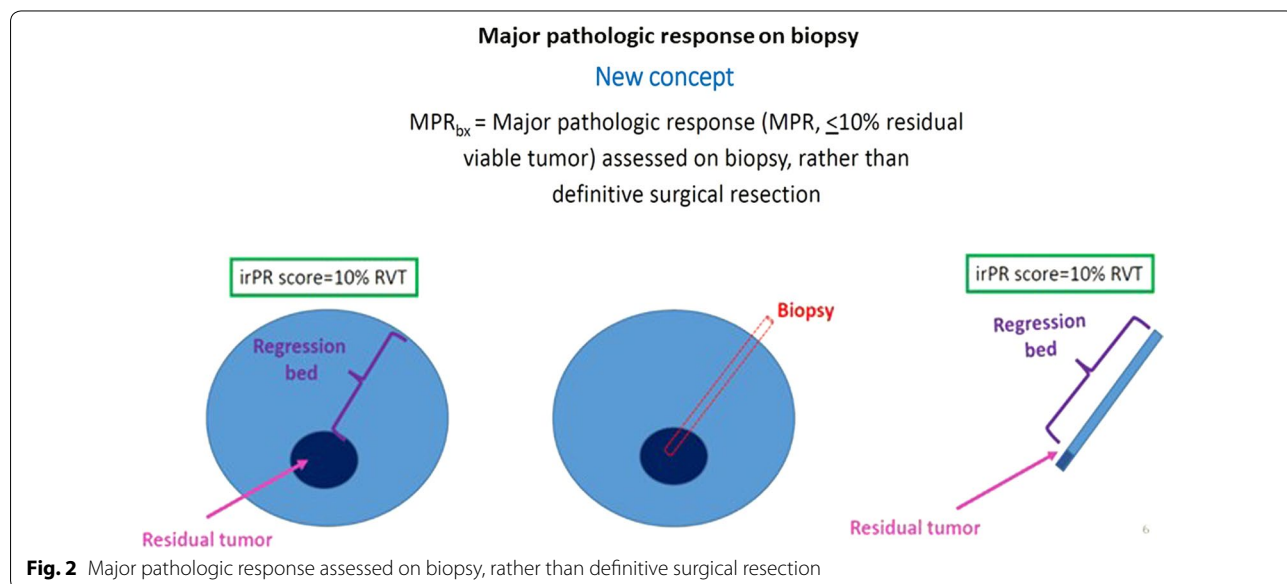 Major pathologic response on biopsy
New concept
MPRbx = Major pathologic response (MPR, ≤10% residual
viable tumor) assessed on biopsy, rather than
definitive surgical resection
irPR score=10% RVT
Regression
bed
Residual tumor
Biopsy
irPR score=10% RVT
Regression
bed
Residual tumor
6
Fig. 2 Major pathologic response assessed on biopsy, rather than definitive surgical resection